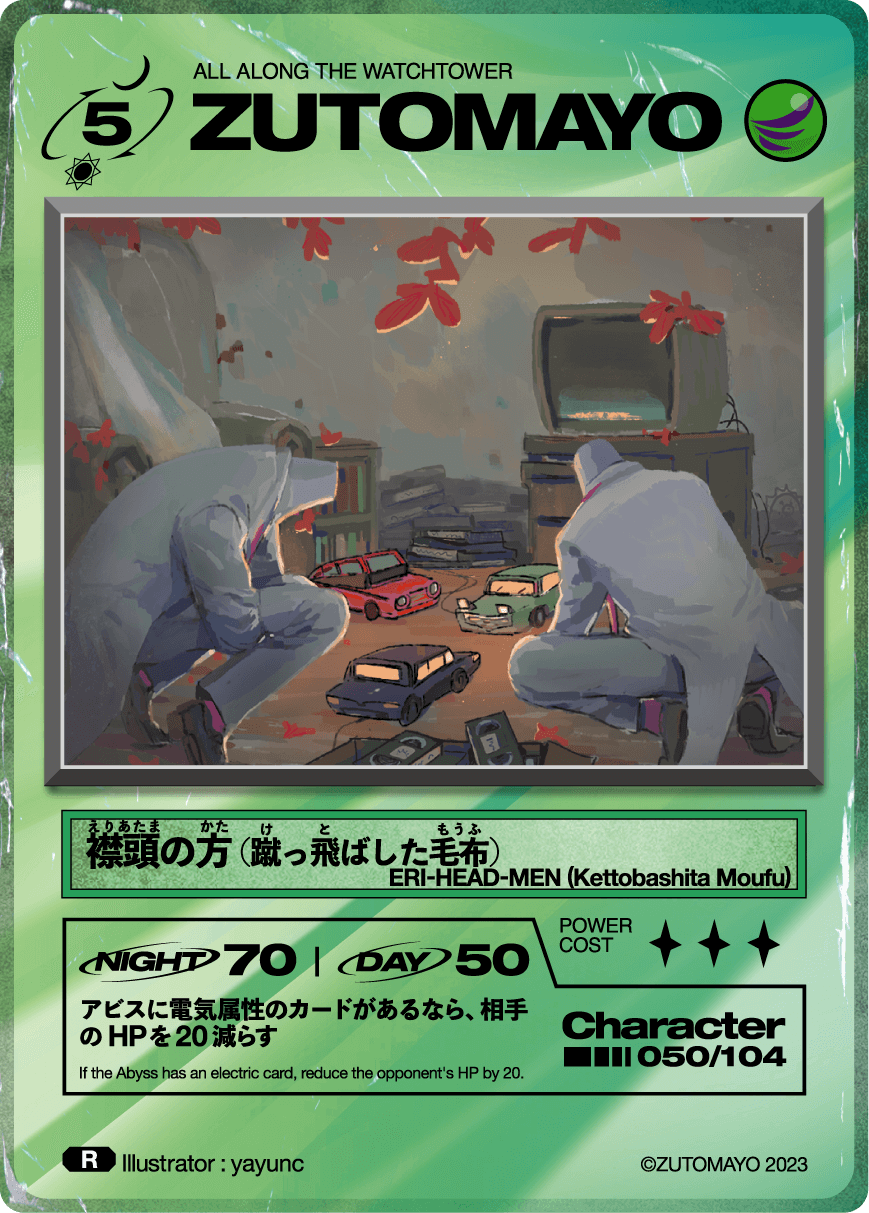 ALL ALONG THE WATCHTOWER
5
ZUTOMAYO
えりあたま かた け と もうふ
襟頭の方（蹴っ飛ばした毛布）
ERI-HEAD-MEN (Kettobashita Moufu)
NIGHT 70 | DAY 50
POWER
COST
アビスに電気属性のカードがあるなら、相手
のHPを20減らす
If the Abyss has an electric card, reduce the opponent's HP by 20.
Character
050/104
R Illustrator : yayunc
©ZUTOMAYO 2023